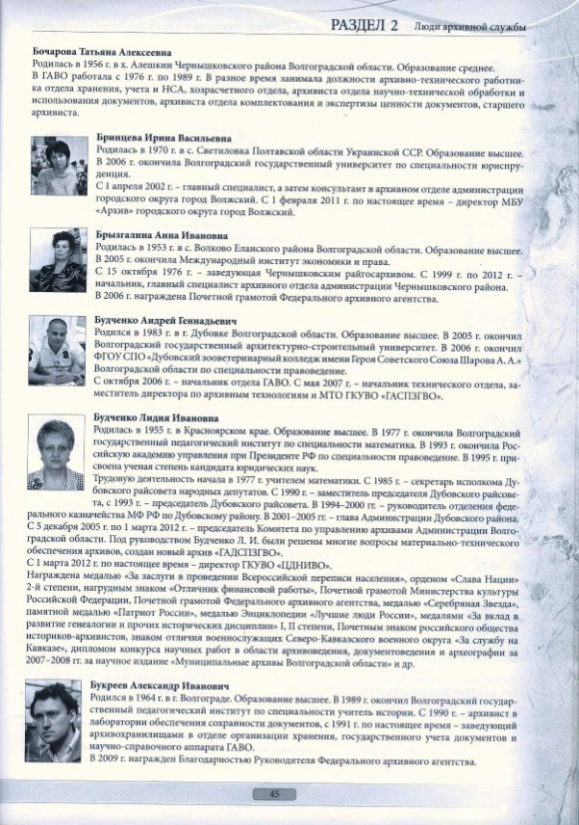 РАЗДЕЛ 2 Люди архивной службы
Бочарова Татьяна Алексеевна
Родилась в 1956 г. в х. Алешкин Чернышковского района Волгоградской области. Образование среднее.
В ГАВО работала с 1976 по 1989 г. В разное время занимала должности архивно-технического работни-
ка отдела хранения, учета и НСА, хозрасчетного отдела, архивиста отдела научно-технической обработки и
использования документов, архивиста отдела комплектования и экспертизы ценности документов, старшего
архивиста.
Бринцева Ирина Васильевна
Родилась в 1970 г. в с. Светиловка Полтавской области Украинской ССР. Образование высшее.
В 2006 г. окончила Волгоградский государственный университет по специальности юриспру-
денция.
С 1 апреля 2002 г. – главный специалист, а затем консультант в архивном отделе администрации
городского округа город Волжский. С 1 февраля 2011 г. по настоящее время – директор МБУ
«Архив» городского округа город Волжский.
Брызгалина Анна Ивановна
Родилась в 1953 г. в с. Волково Еланского района Волгоградской области. Образование высшее.
В 2005 г. окончила Международный институт экономики и права.
С 15 октября 1976 г. – заведующая Чернышковским райгосархивом. С 1999 г. по 2012 г. –
начальник, главный специалист архивного отдела администрации Чернышковского района.
В 2006 г. награждена Почетной грамотой Федерального архивного агентства.
Будченко Андрей Геннадьевич
Родился в 1983 г. в г. Дубовке Волгоградской области. Образование высшее. В 2005 г. окончил
Волгоградский государственный архитектурно-строительный университет. В 2006 г. окончил
ФГОУ СПО «Дубовский зооветеринарный колледж имени Героя Советского Союза Шарова А. А.»
Волгоградской области по специальности правоведение.
С октября 2006 г. – начальник отдела ГАВО. С мая 2007 г. – начальник технического отдела, за-
меститель директора по архивным технологиям и МТО ГКУВО «ГАСПЗГВО».
Будченко Лидия Ивановна
Родилась в 1955 г. в Красноярском крае. Образование высшее. В 1977 г. окончила Волгоградский
государственный педагогический институт по специальности математика. В 1993 г. окончила Рос-
сийскую академию управления при Президенте РФ по специальности правоведение. В 1995 г. при-
своена ученая степень кандидата юридических наук.
Трудовую деятельность начала в 1977 г. учителем математики. С 1985 г. – секретарь исполкома Ду-
бовского райсовета народных депутатов. С 1990 г. – заместитель председателя Дубовского райсове-
та, с 1993 г. – председатель Дубовского райсовета. В 1994–2000 гг. – руководитель отделения феде-
рального казначейства МФ РФ по Дубовскому району. В 2001–2005 гг. – глава Администрации Дубовского района.
С 5 декабря 2005 г. по 1 марта 2012 г. – председатель Комитета по управлению архивами Администрации Волго-
градской области. Под руководством Будченко Л. И. были решены многие вопросы материально-технического
обеспечения архивов, создан новый архив «ГАДСПЗГВО».
С 1 марта 2012 г. по настоящее время – директор ГКУВО «ЦДНИВО».
Награждена медалью «За заслуги в проведении Всероссийской переписи населения», орденом «Слава Нации»
2-й степени, нагрудным знаком «Отличник финансовой работы», Почетной грамотой Министерства культуры
Российской Федерации, Почетной грамотой Федерального архивного агентства, медалью «Серебряная Звезда»,
памятной медалью «Патриот России», медалью Энциклопедии «Лучшие люди России», медалями «За вклад в
развитие генеалогии и прочих исторических дисциплин» I, II степени, Почетным знаком российского общества
историков-архивистов, знаком отличия военнослужащих Северо-Кавказского военного округа «За службу на
Кавказе», дипломом конкурса научных работ в области архивоведения, документоведения и археографии за
2007–2008 гг. за научное издание «Муниципальные архивы Волгоградской области» и др.
Букреев Александр Иванович
Родился в 1964 г. в г. Волгограде. Образование высшее. В 1989 г. окончил Волгоградский государ-
ственный педагогический институт по специальности учитель истории. С 1990 г. – архивист в
лаборатории обеспечения сохранности документов, с 1991 г. по настоящее время – заведующий
архивохранилищами в отделе организации хранения, государственного учета документов и
научно-справочного аппарата ГАВО.
В 2009 г. награжден Благодарностью Руководителя Федерального архивного агентства.
45